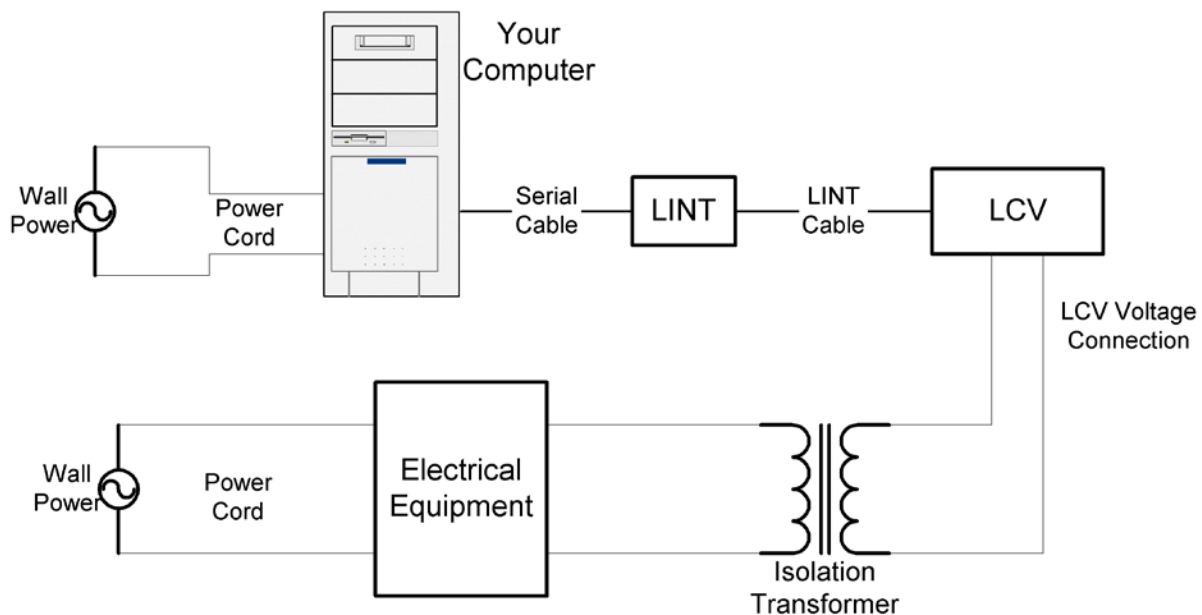 Your
Computer
Wall
Power
Power
Cord
Serial
Cable
LINT
LINT
Cable
LCV
LCV Voltage
Connection
Wall
Power
Power
Cord
Electrical
Equipment
Isolation
Transformer